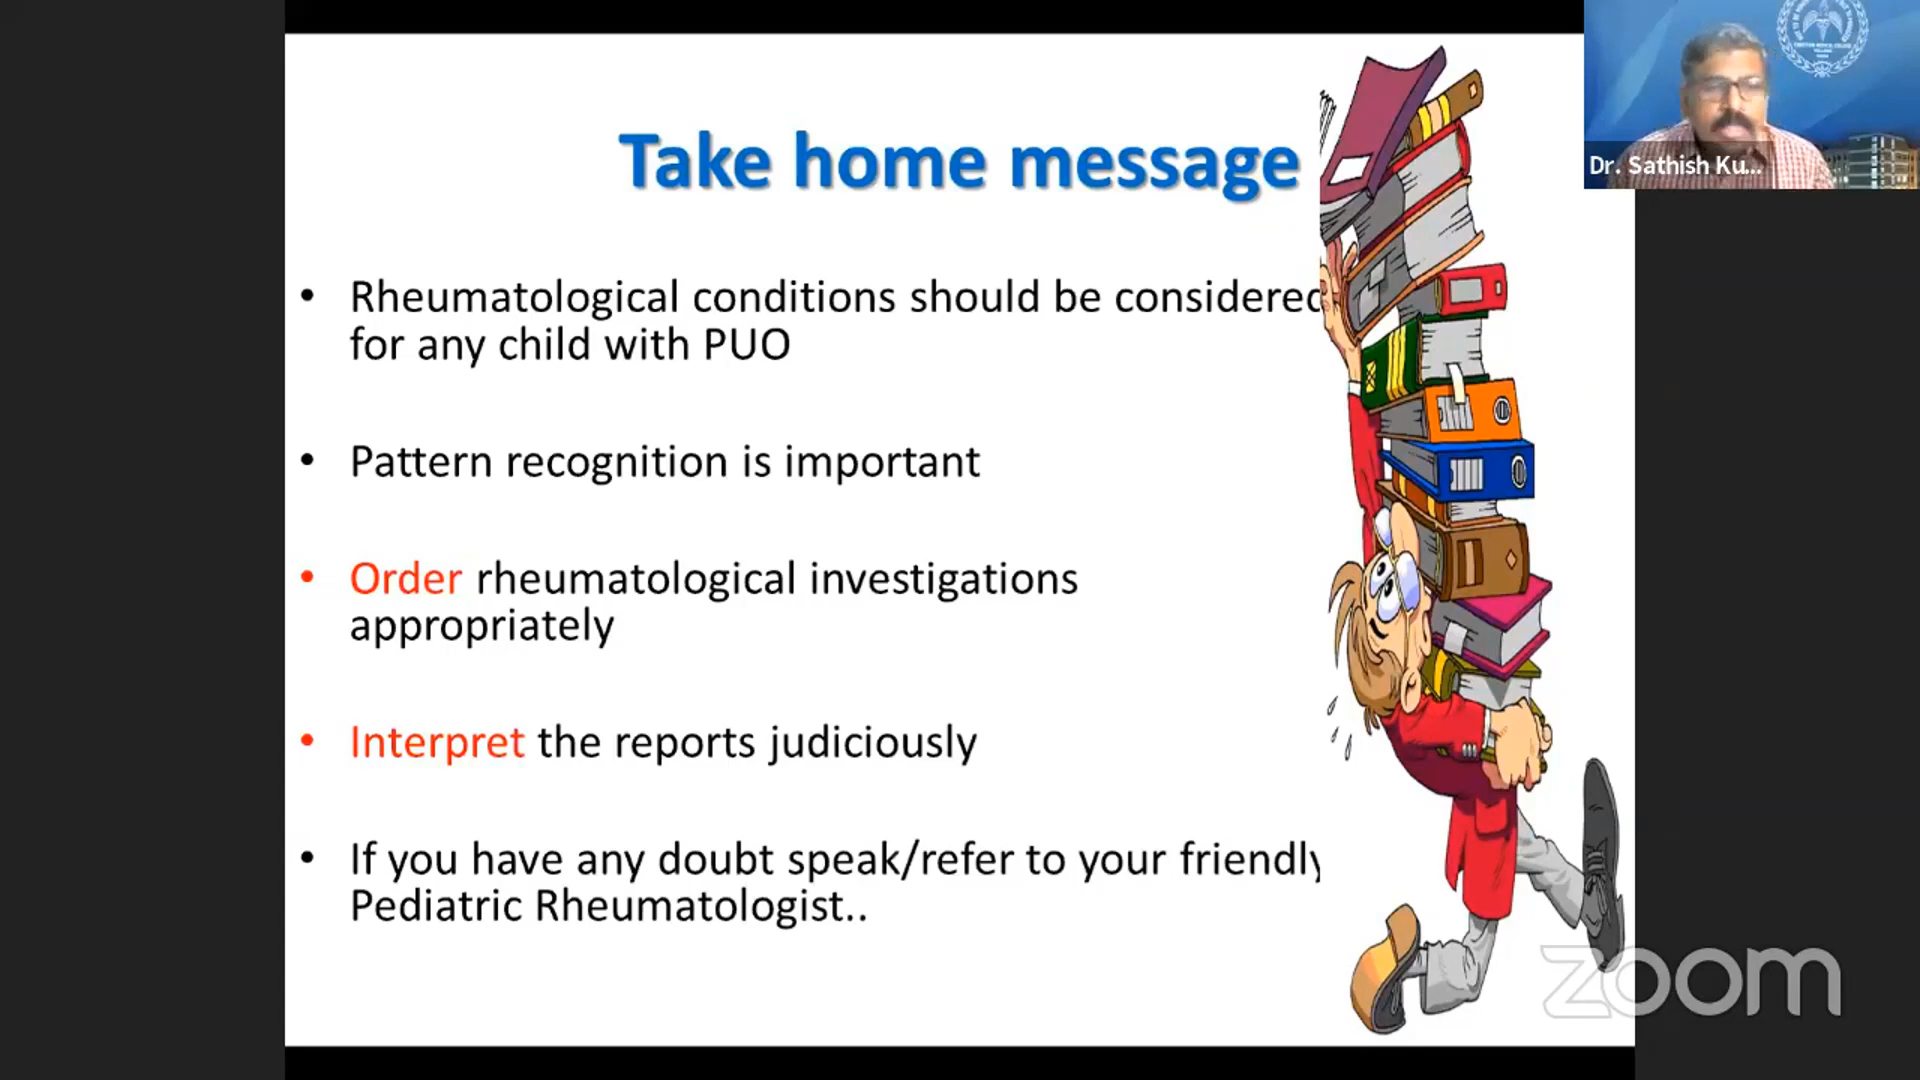 Take home message
Dr. Sathish Ku...
• Rheumatological conditions should be considered
for any child with PUO
• Pattern recognition is important
• Order rheumatological investigations
appropriately
• Interpret the reports judiciously
• If you have any doubt speak/refer to your friendly
Pediatric Rheumatologist..
zoom